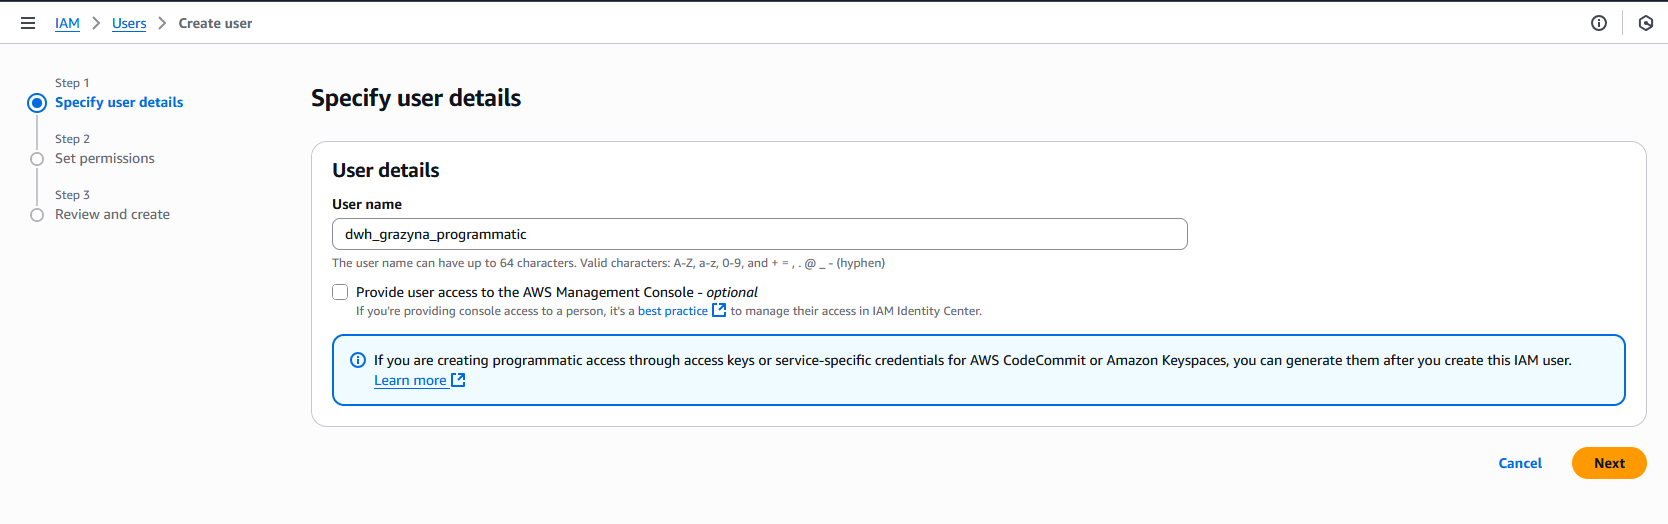 IAM > Users > Create user
Step 1
Specify user details
Step 2
Set permissions
Step 3
Review and create
Specify user details
User details
User name
dwh_grazyna_programmatic
The user name can have up to 64 characters. Valid characters: A-Z, a-z, 0-9, and + = , . @ _ - (hyphen)
Provide user access to the AWS Management Console - optional
If you're providing console access to a person, it's a best practice to manage their access in IAM Identity Center.
If you are creating programmatic access through access keys or service-specific credentials for AWS CodeCommit or Amazon Keyspaces, you can generate them after you create this IAM user.
Learn more
Cancel
Next